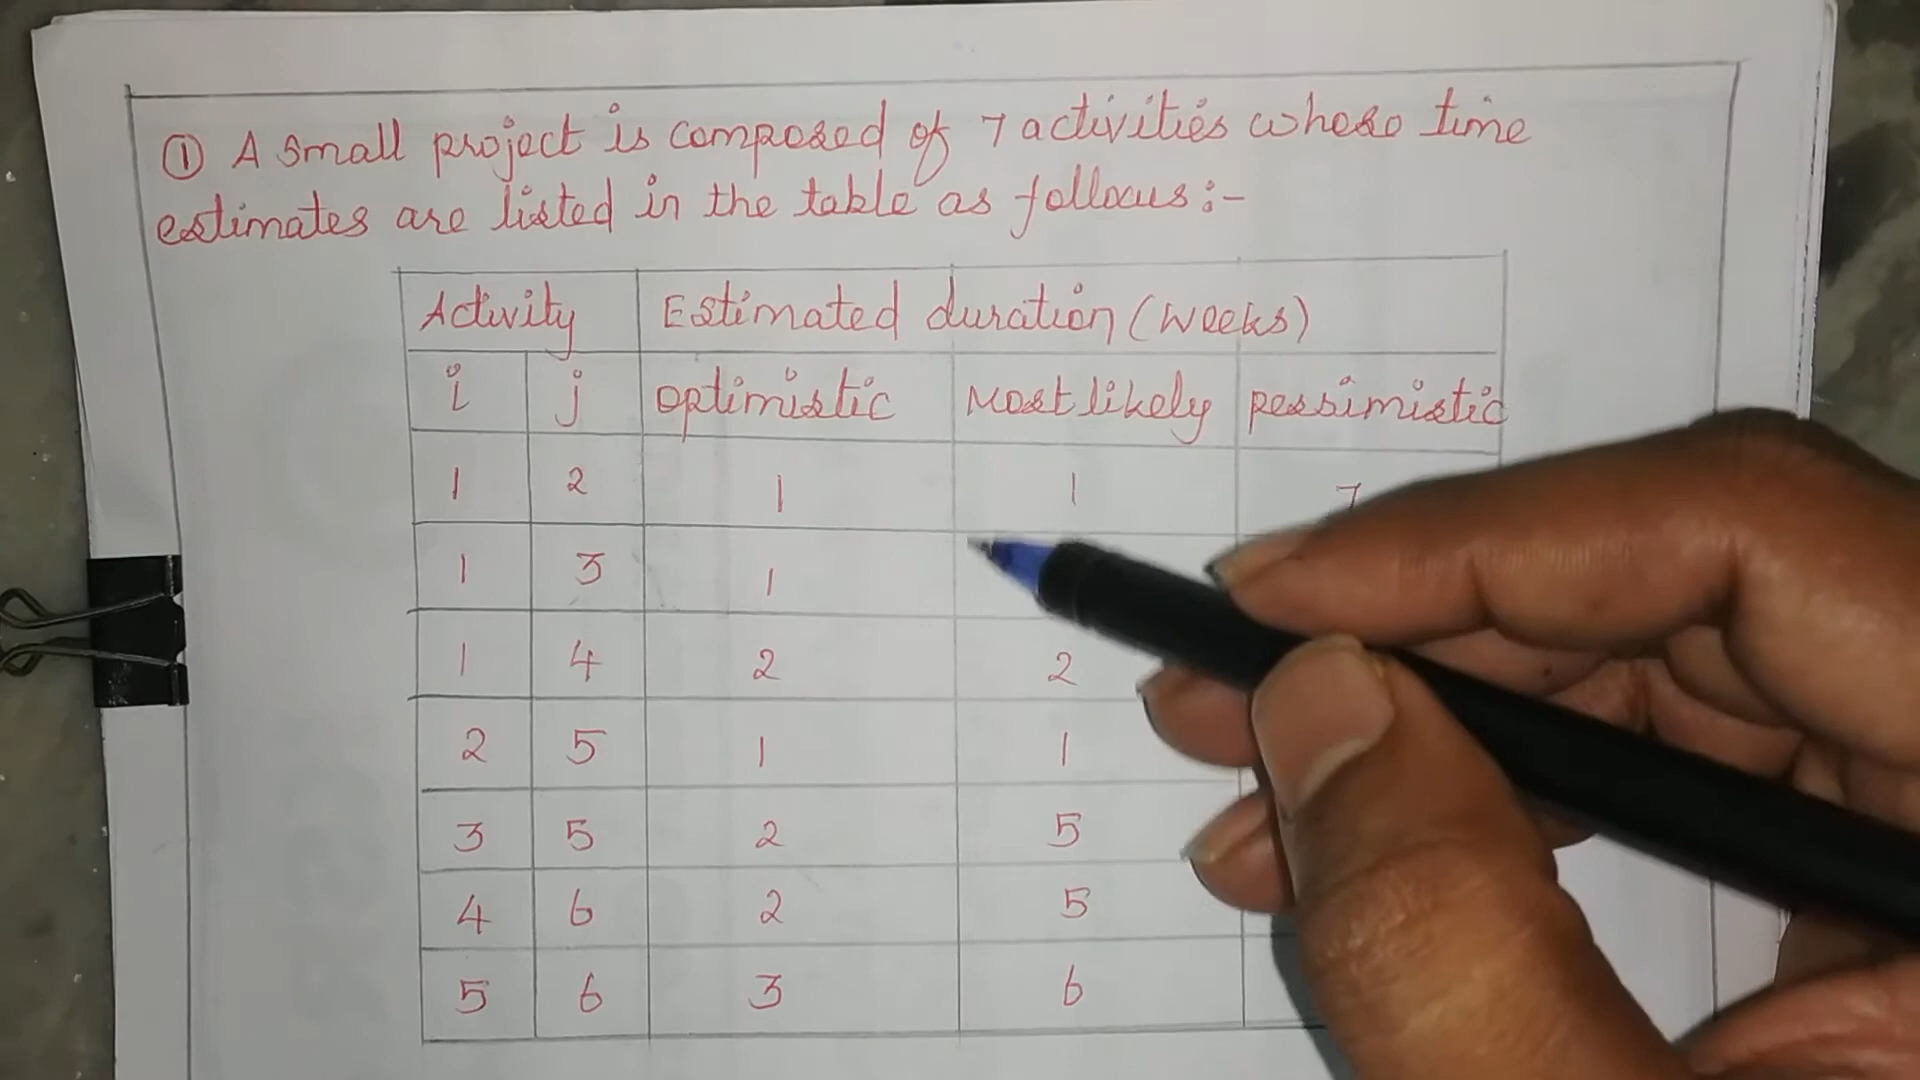 ① A small project is composed of 7 activities whose time
estimates are listed in the table as follows:-
Activity Estimated duration (weeks)
i j optimistic Most likely pessimistic
1 2 1 1 7
1 3 1
1 4 2 2
2 5 1 1
3 5 2 5
4 6 2 5
5 6 3 6